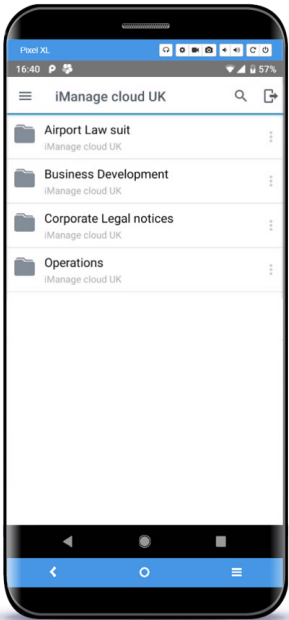 Pixel XL
16:40 P 57%
iManage cloud UK
Airport Law suit
iManage cloud UK
Business Development
iManage cloud UK
Corporate Legal notices
iManage cloud UK
Operations
iManage cloud UK